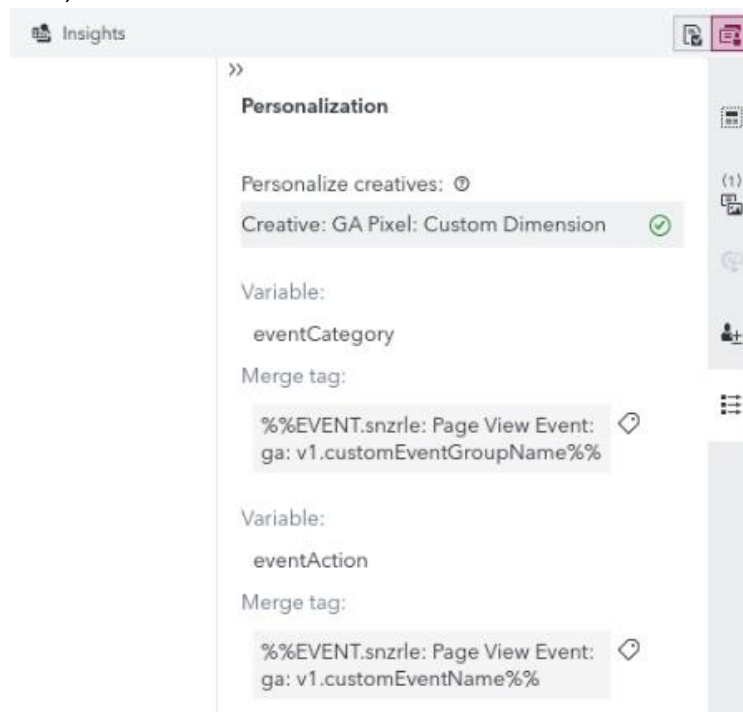 Insights
»
Personalization
Personalize creatives:
Creative: GA Pixel: Custom Dimension
(1)
Variable:
eventCategory
Merge tag:
%%EVENT.snzrle: Page View Event:
ga: v1.customEventGroupName%%
Variable:
eventAction
Merge tag:
%%EVENT.snzrle: Page View Event:
ga: v1.customEventName%%